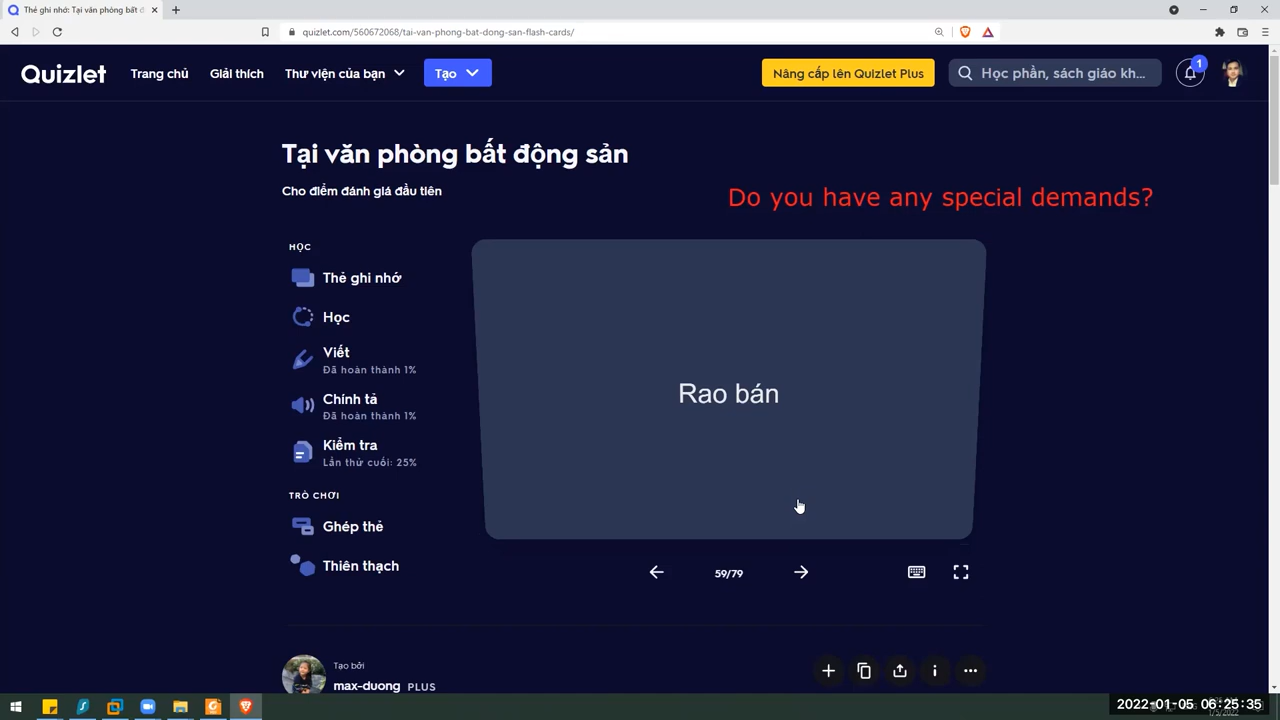 Thẻ ghi nhớ: Tại văn phòng bất đ
quizlet.com/560672068/tai-van-phong-bat-dong-san-flash-cards/
Quizlet
Trang chủ
Giải thích
Thư viện của bạn
Tạo
Nâng cấp lên Quizlet Plus
Học phần, sách giáo kh...
1
Tại văn phòng bất động sản
Cho điểm đánh giá đầu tiên
Do you have any special demands?
HỌC
Thẻ ghi nhớ
Học
Viết
Đã hoàn thành 1%
Chính tả
Đã hoàn thành 1%
Kiểm tra
Lần thử cuối: 25%
TRÒ CHƠI
Ghép thẻ
Thiên thạch
Rao bán
59/79
Tạo bởi
max-duong PLUS
2022-01-05 06:25:35